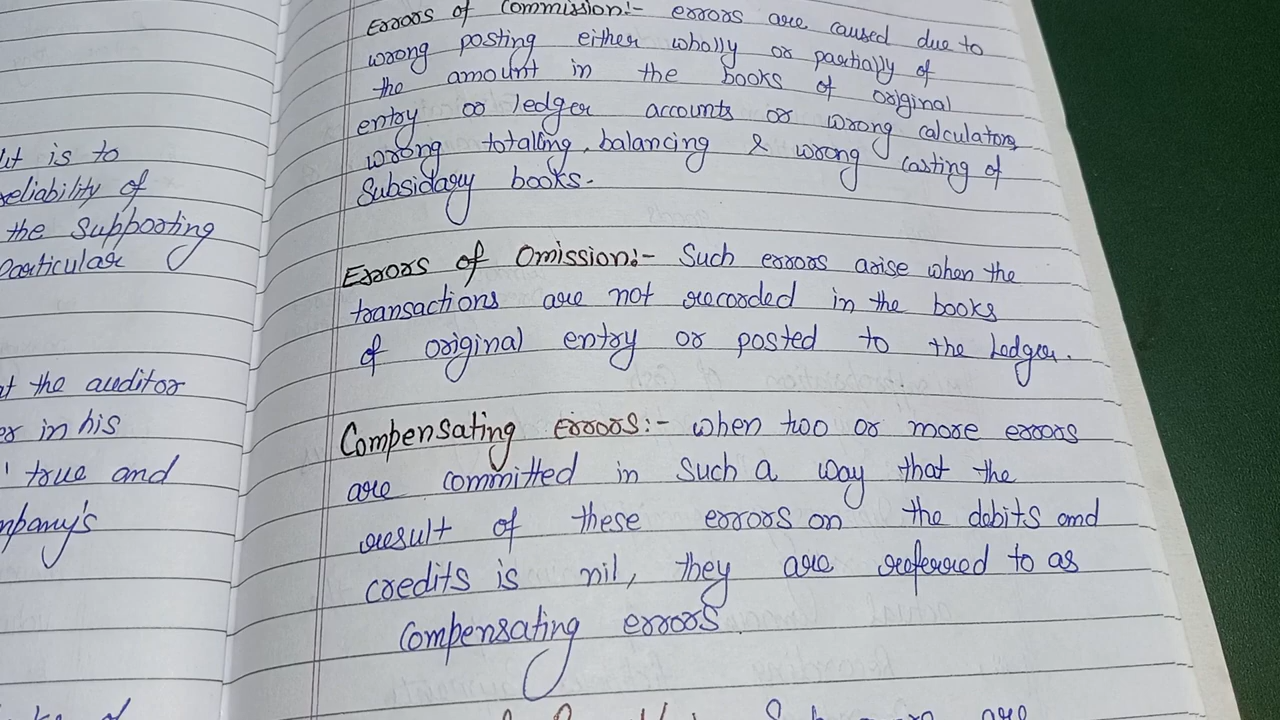 ut is to
reliability of
the supporting
Particular
at the auditor
er in his
true and
mpany's
Errors of Commission:- errors are caused due to
wrong posting either wholly or partially of
the amount in the books of original
entry or ledger accounts or wrong calculators,
wrong totaling, balancing & wrong casting of
Subsidary books.
Errors of Omission:- Such errors arise when the
transactions are not recorded in the books
of original entry or posted to the Ledger.
Compensating Errors:- when two or more errors
are committed in such a way that the
result of these errors on the debits and
credits is nil, they are referred to as
Compensating errors